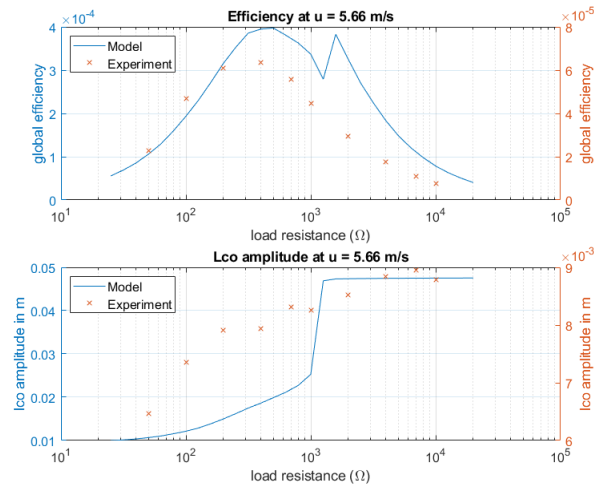 Efficiency at u = 5.66 m/s
×10⁻⁴
×10⁻⁵
4
3
2
1
0
8
6
4
2
0
global efficiency
global efficiency
Model
Experiment
10¹
10²
10³
10⁴
10⁵
load resistance (Ω)
Lco amplitude at u = 5.66 m/s
×10⁻³
0.05
0.04
0.03
0.02
0.01
9
8
7
6
lco amplitude in m
lco amplitude in m
Model
Experiment
10¹
10²
10³
10⁴
10⁵
load resistance (Ω)